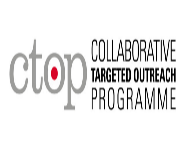 ctop
COLLABORATIVE
TARGETED OUTREACH
PROGRAMME